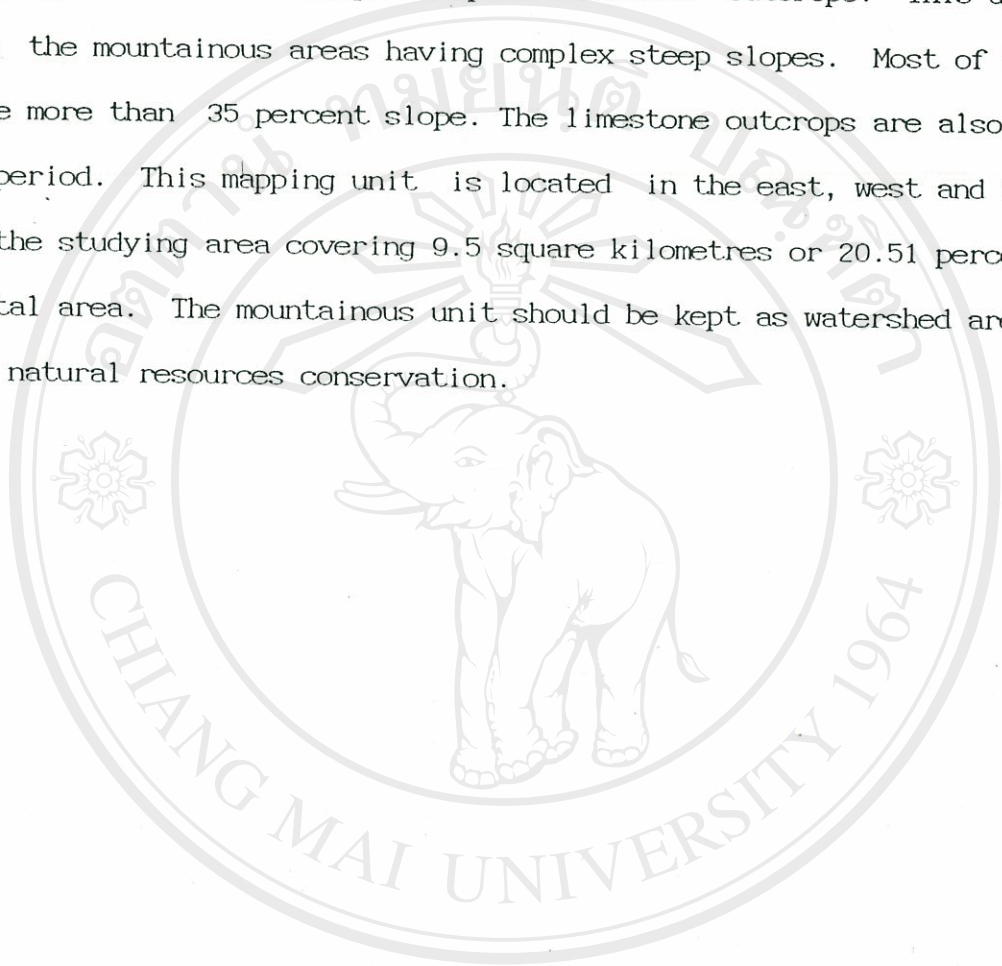 the mountainous areas having complex steep slopes. Most of
more than 35 percent slope. The limestone outcrops are also
period. This mapping unit is located in the east, west and
the studying area covering 9.5 square kilometres or 20.51
area. The mountainous unit should be kept as watershed
natural resources conservation.
CHIANG MAI UNIVERSITY 1964